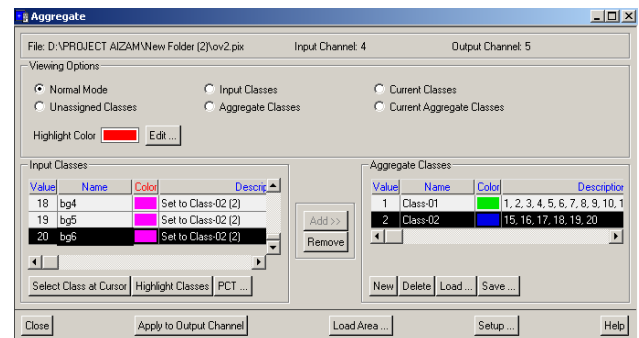 Aggregate
File: D:\PROJECT AIZAM\New Folder (2)\ov2.pix Input Channel: 4 Output Channel: 5
Viewing Options
Normal Mode Input Classes Current Classes
Unassigned Classes Aggregate Classes Current Aggregate Classes
Highlight Color Edit ...
Input Classes Aggregate Classes
Value Name Color Descrip Value Name Color Description
18 bg4 Set to Class-02 (2) 1 Class-01 1, 2, 3, 4, 5, 6, 7, 8, 9, 10, 1
19 bg5 Set to Class-02 (2) Add >> 2 Class-02 15, 16, 17, 18, 19, 20
20 bg6 Set to Class-02 (2) Remove
Select Class at Cursor Highlight Classes PCT ... New Delete Load ... Save ...
Close Apply to Output Channel Load Area ... Setup ... Help